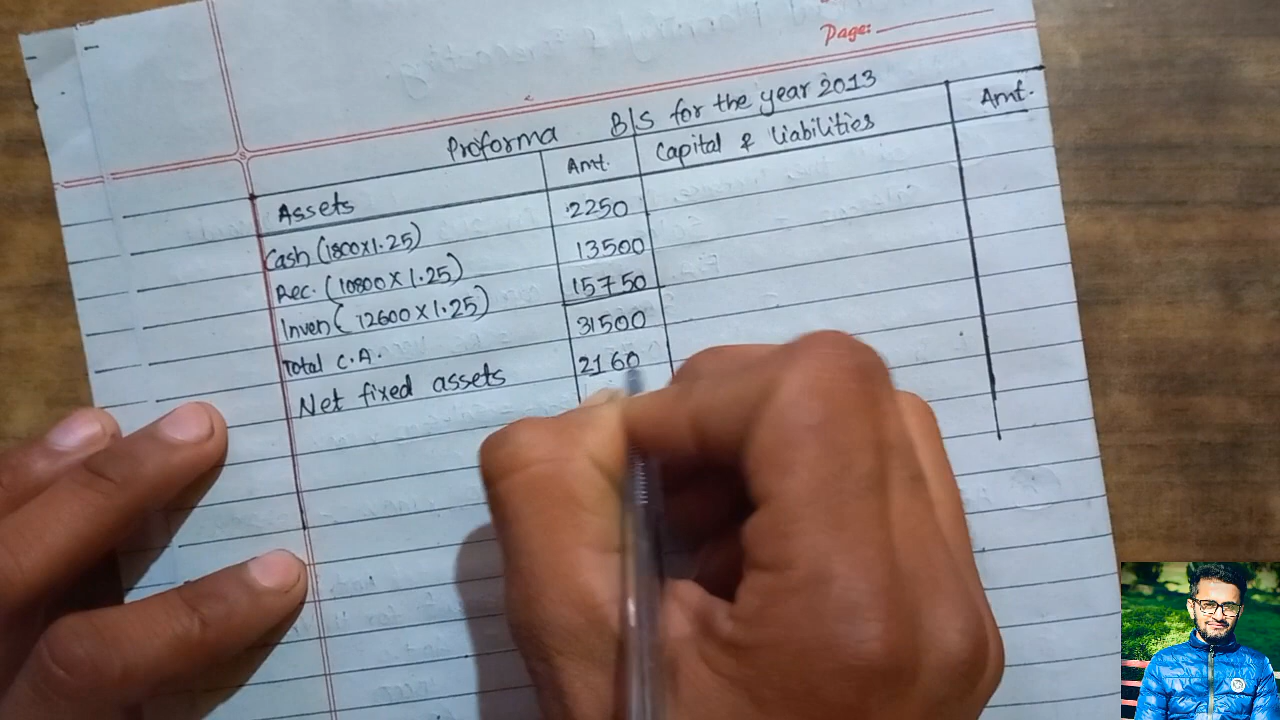 Page:
Proforma B/S for the year 2013
Assets Amt. Capital & Liabilities Amt.
Cash (1800x1.25) 2250
Rec. (10800 x 1.25) 13500
Inven (12600 x 1.25) 15750
Total C.A. 31500
Net fixed assets 2160